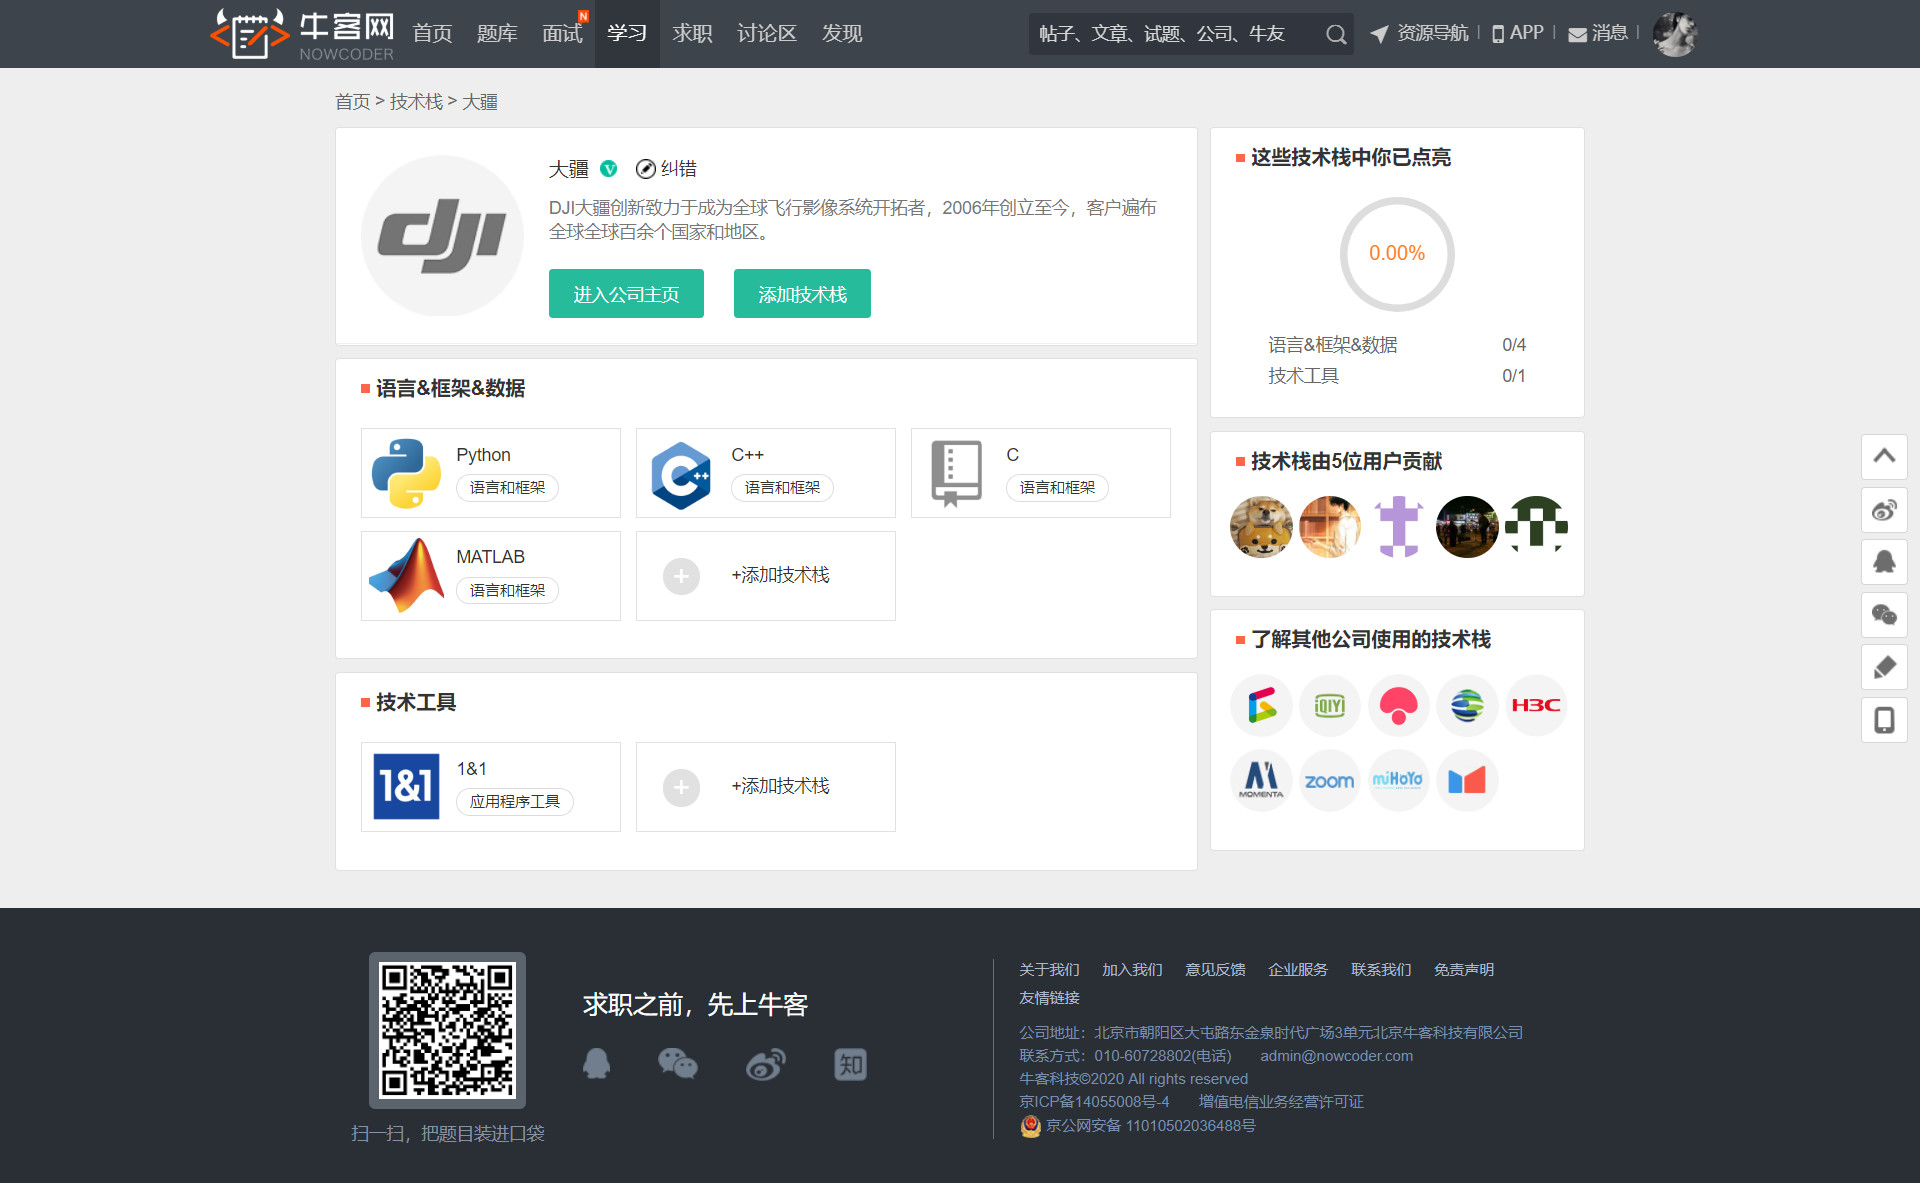 牛客网
NOWCODER
首页 题库 面试 N 学习 求职 讨论区 发现
帖子、文章、试题、公司、牛友
资源导航 APP 消息
首页 > 技术栈 > 大疆
dji
大疆 V 纠错
DJI大疆创新致力于成为全球飞行影像系统开拓者，2006年创立至今，客户遍布
全球全球百余个国家和地区。
进入公司主页 添加技术栈
语言&框架&数据
Python
语言和框架
C++
语言和框架
C
语言和框架
MATLAB
语言和框架
+添加技术栈
技术工具
1&1
1&1
应用程序工具
+添加技术栈
这些技术栈中你已点亮
0.00%
语言&框架&数据 0/4
技术工具 0/1
技术栈由5位用户贡献
了解其他公司使用的技术栈
iQIYI
H3C
MOMENTA
zoom
miHoYo
求职之前，先上牛客
知
扫一扫，把题目装进口袋
关于我们 加入我们 意见反馈 企业服务 联系我们 免责声明
友情链接
公司地址：北京市朝阳区大屯路东金泉时代广场3单元北京牛客科技有限公司
联系方式：010-60728802(电话) admin@nowcoder.com
牛客科技©2020 All rights reserved
京ICP备14055008号-4 增值电信业务经营许可证
京公网安备 11010502036488号